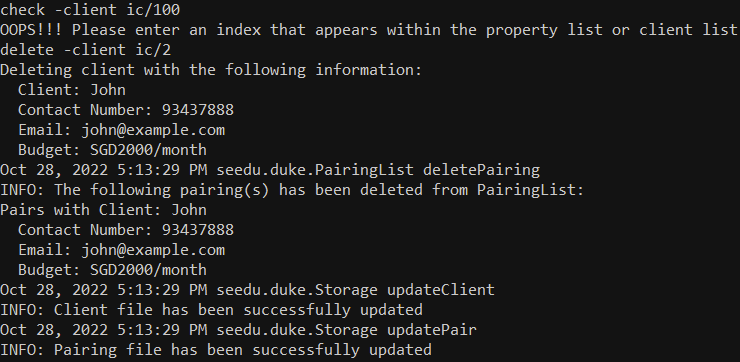 check -client ic/100
OOPS!!! Please enter an index that appears within the property list or client list
delete -client ic/2
Deleting client with the following information:
  Client: John
  Contact Number: 93437888
  Email: john@example.com
  Budget: SGD2000/month
Oct 28, 2022 5:13:29 PM seedu.duke.PairingList deletePairing
INFO: The following pairing(s) has been deleted from PairingList:
Pairs with Client: John
  Contact Number: 93437888
  Email: john@example.com
  Budget: SGD2000/month
Oct 28, 2022 5:13:29 PM seedu.duke.Storage updateClient
INFO: Client file has been successfully updated
Oct 28, 2022 5:13:29 PM seedu.duke.Storage updatePair
INFO: Pairing file has been successfully updated